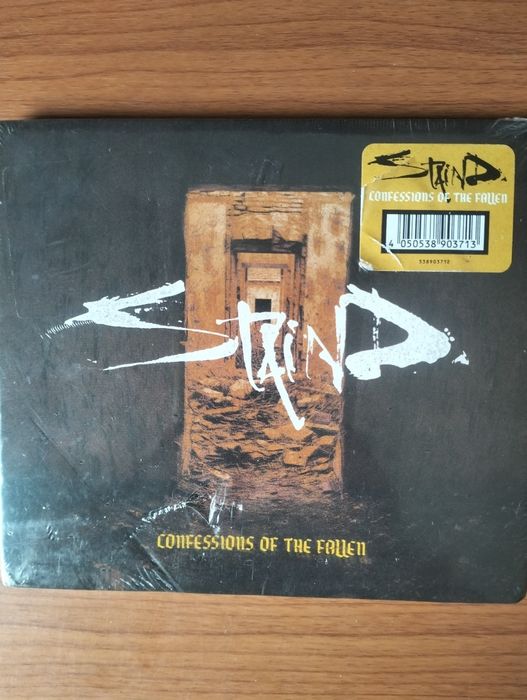 STAIND
CONFESSIONS OF THE FALLEN
4 050538 903713
538903712
STAIND
CONFESSIONS OF THE FALLEN